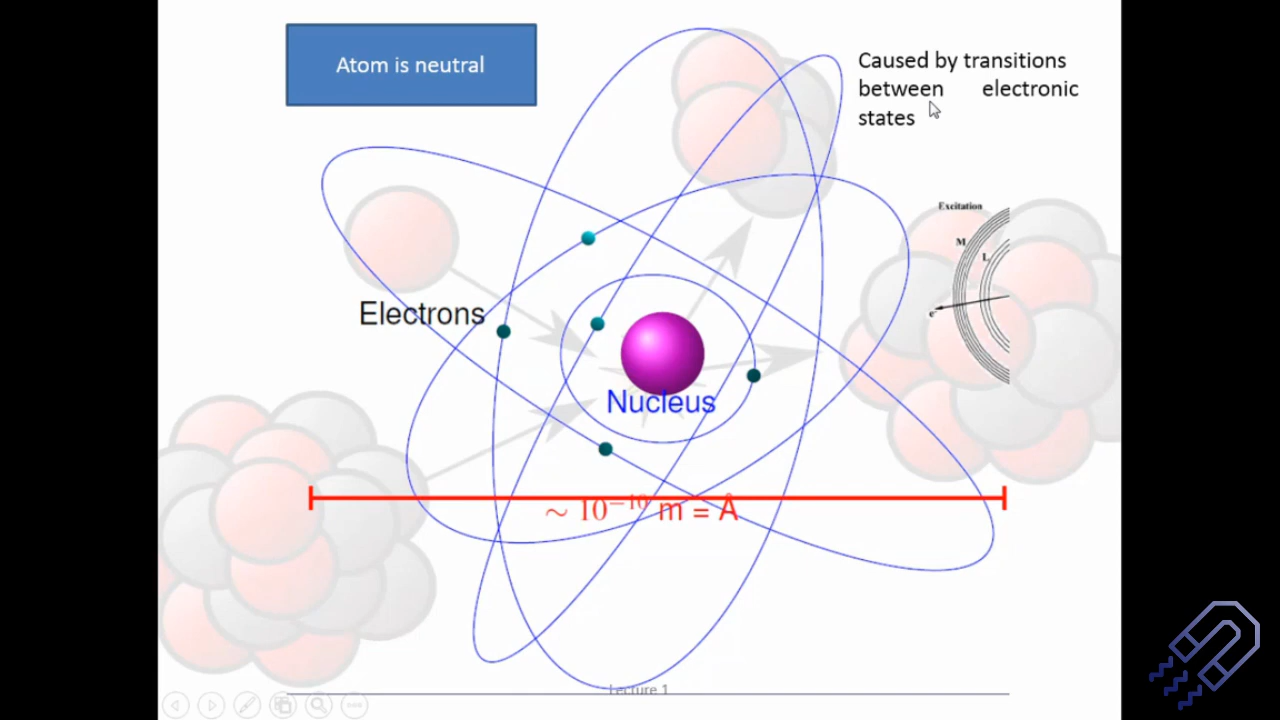 Atom is neutral
Caused by transitions
between electronic
states
Excitation
M
L
e⁻
Electrons
Nucleus
∼ 10⁻¹⁰ m = Å
Lecture 1